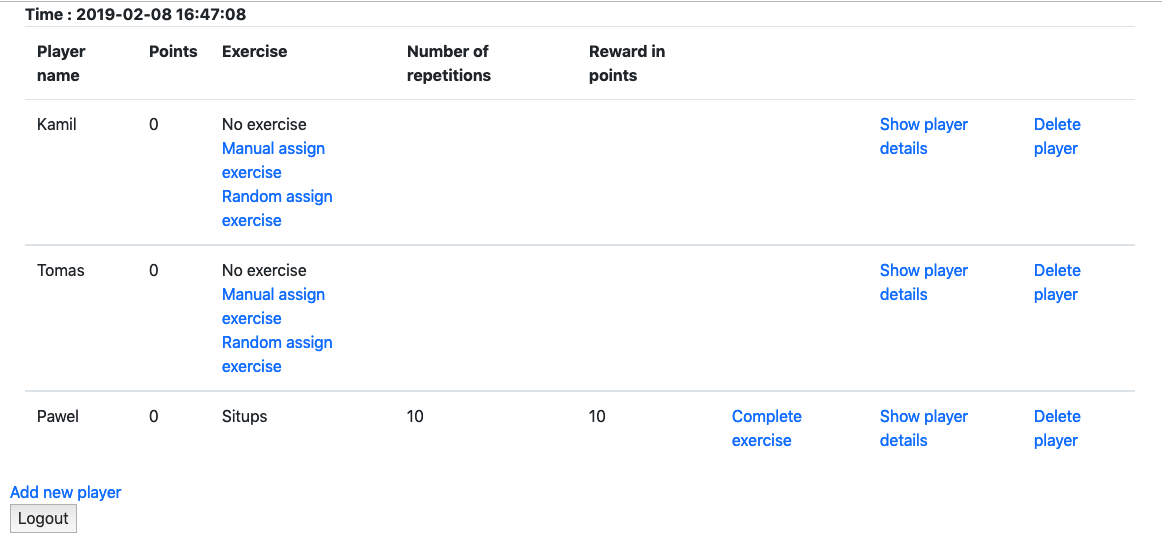 Time : 2019-02-08 16:47:08
Player name Points Exercise Number of repetitions Reward in points
Kamil 0 No exercise Show player details Delete player
Manual assign exercise
Random assign exercise
Tomas 0 No exercise Show player details Delete player
Manual assign exercise
Random assign exercise
Pawel 0 Situps 10 10 Complete exercise Show player details Delete player
Add new player
Logout